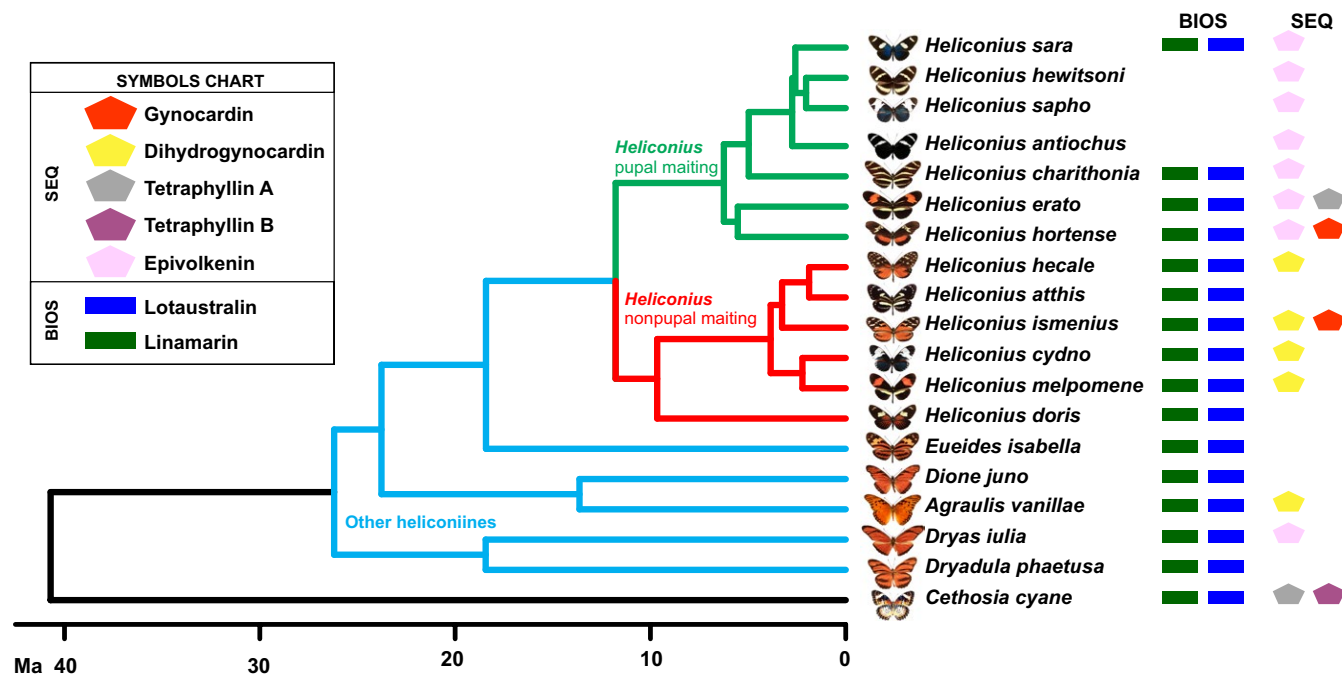 BIOS SEQ
SYMBOLS CHART
SEQ
Gynocardin
Dihydrogynocardin
Tetraphyllin A
Tetraphyllin B
Epivolkenin
BIOS
Lotaustralin
Linamarin
Heliconius
pupal maiting
Heliconius
nonpupal maiting
Other heliconiines
Heliconius sara
Heliconius hewitsoni
Heliconius sapho
Heliconius antiochus
Heliconius charithonia
Heliconius erato
Heliconius hortense
Heliconius hecale
Heliconius atthis
Heliconius ismenius
Heliconius cydno
Heliconius melpomene
Heliconius doris
Eueides isabella
Dione juno
Agraulis vanillae
Dryas iulia
Dryadula phaetusa
Cethosia cyane
Ma 40 30 20 10 0